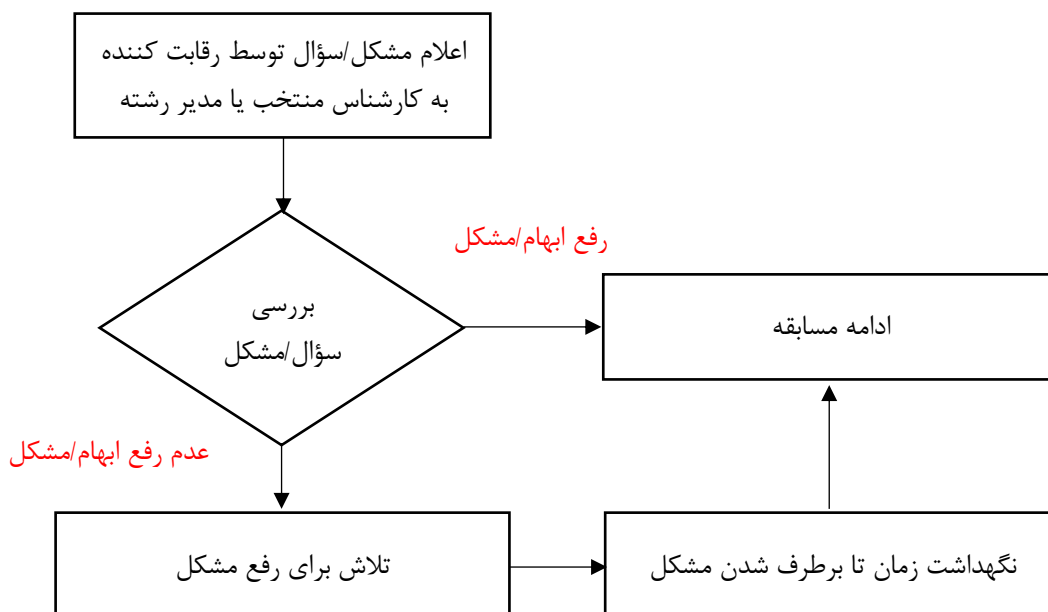 اعلام مشکل/سؤال توسط رقابت کننده
به کارشناس منتخب یا مدیر رشته
رفع ابهام/مشکل
بررسی
سؤال/مشکل
ادامه مسابقه
عدم رفع ابهام/مشکل
تلاش برای رفع مشکل
نگهداشت زمان تا برطرف شدن مشکل